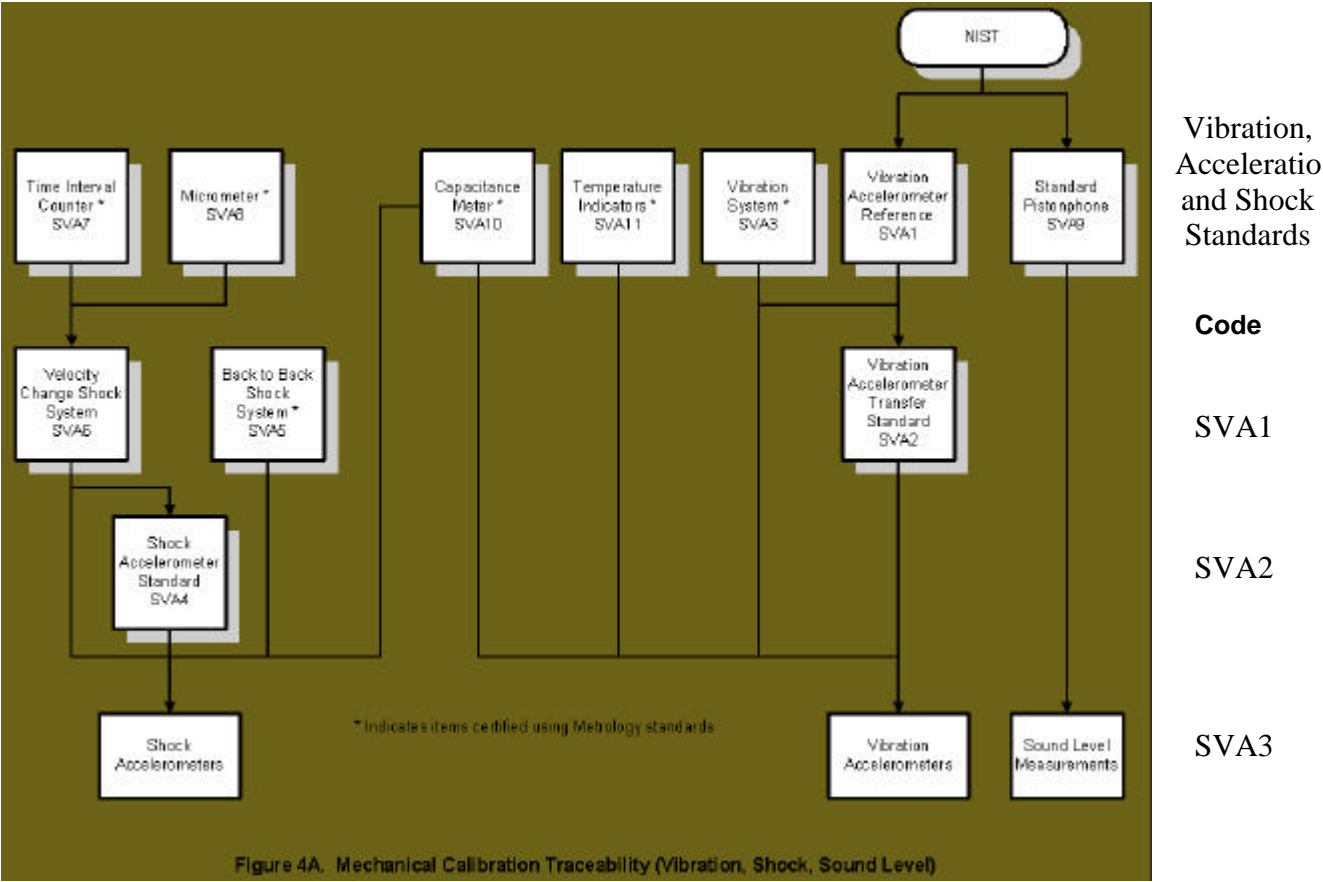 NIST
Time Interval
Counter *
SVA7
Micrometer *
SVA8
Capacitance
Meter *
SVA10
Temperature
Indicators *
SVA11
Vibration
System *
SVA3
Vibration
Accelerometer
Reference
SVA1
Standard
Pistonphone
SVA9
Velocity
Change Shock
System
SVA6
Back to Back
Shock
System *
SVA5
Vibration
Accelerometer
Transfer
Standard
SVA2
Shock
Accelerometer
Standard
SVA4
Shock
Accelerometers
* Indicates items certified using Metrology standards
Vibration
Accelerometers
Sound Level
Measurements
Figure 4A. Mechanical Calibration Traceability (Vibration, Shock, Sound Level)
Vibration,
Acceleratio
and Shock
Standards
Code
SVA1
SVA2
SVA3